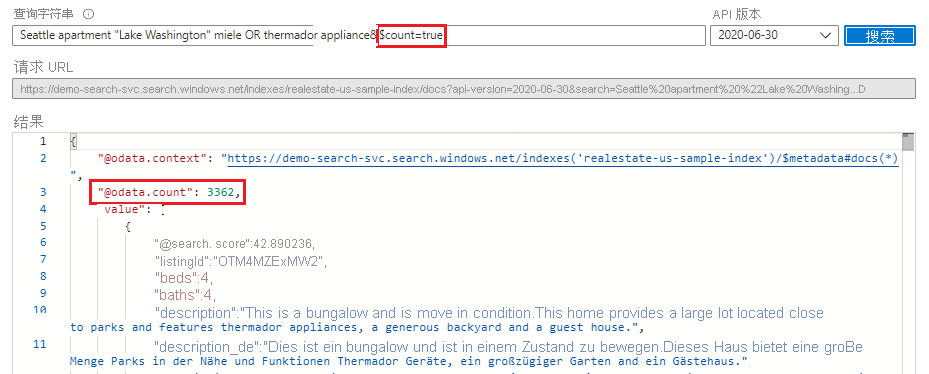 查询字符串
API 版本
Seattle apartment "Lake Washington" miele OR thermador appliance&$count=true
2020-06-30
搜索
请求 URL
https://demo-search-svc.search.windows.net/indexes/realestate-us-sample-index/docs?api-version=2020-06-30&search=Seattle%20apartment%20%22Lake%20Washing...D
结果
1 {
2 "@odata.context": "https://demo-search-svc.search.windows.net/indexes('realestate-us-sample-index')/$metadata#docs(*)
",
3 "@odata.count": 3362,
4 value": [
5 {
6 "@search. score":42.890236,
7 "listingId":"OTM4MZExMW2",
8 "beds":4,
9 "baths":4,
10 "description":"This is a bungalow and is move in condition.This home provides a large lot located close
to parks and features thermador appliances, a generous backyard and a guest house.",
11 "description_de":"Dies ist ein bungalow und ist in einem Zustand zu bewegen.Dieses Haus bietet eine groBe
Menge Parks in der Nähe und Funktionen Thermador Geräte, ein großzügiger Garten and ein Gästehaus."